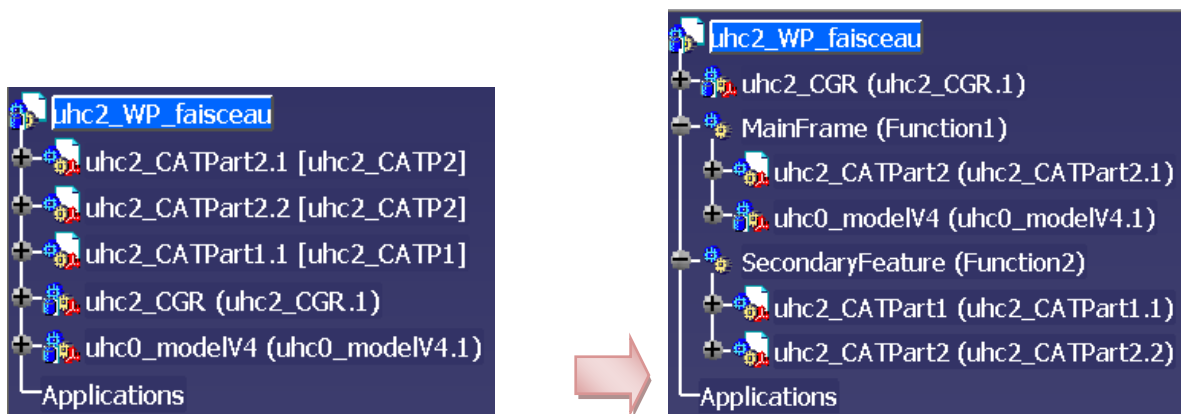 uhc2_WP_faisceau
uhc2_CATPart2.1 [uhc2_CATP2]
uhc2_CATPart2.2 [uhc2_CATP2]
uhc2_CATPart1.1 [uhc2_CATP1]
uhc2_CGR (uhc2_CGR.1)
uhc0_modelV4 (uhc0_modelV4.1)
Applications
uhc2_WP_faisceau
uhc2_CGR (uhc2_CGR.1)
MainFrame (Function1)
uhc2_CATPart2 (uhc2_CATPart2.1)
uhc0_modelV4 (uhc0_modelV4.1)
SecondaryFeature (Function2)
uhc2_CATPart1 (uhc2_CATPart1.1)
uhc2_CATPart2 (uhc2_CATPart2.2)
Applications